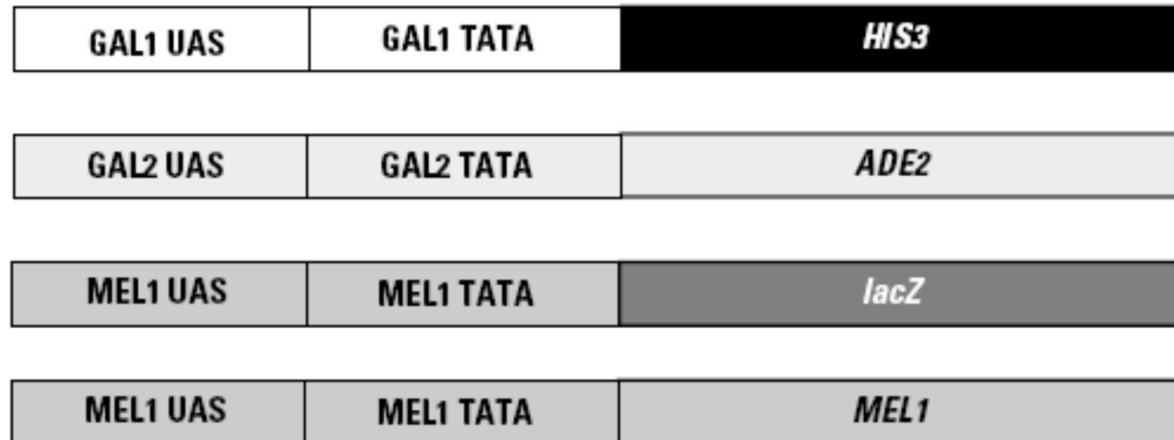 GAL1 UAS GAL1 TATA HIS3
GAL2 UAS GAL2 TATA ADE2
MEL1 UAS MEL1 TATA lacZ
MEL1 UAS MEL1 TATA MEL1